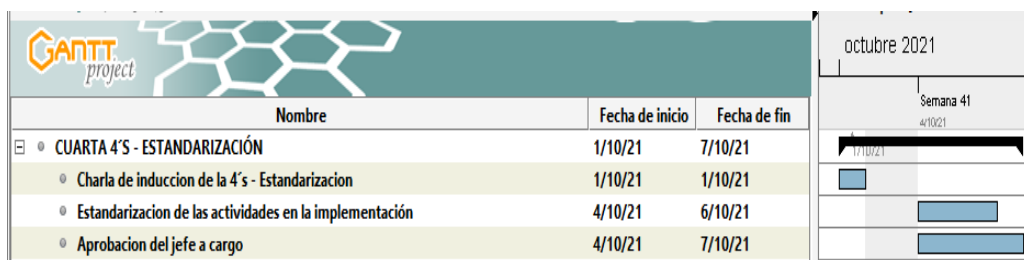 GANTT
project
octubre 2021
Semana 41
4/10/21
Nombre Fecha de inicio Fecha de fin
CUARTA 4´S - ESTANDARIZACIÓN 1/10/21 7/10/21
1/10/21
Charla de induccion de la 4´s - Estandarizacion 1/10/21 1/10/21
Estandarizacion de las actividades en la implementación 4/10/21 6/10/21
Aprobacion del jefe a cargo 4/10/21 7/10/21